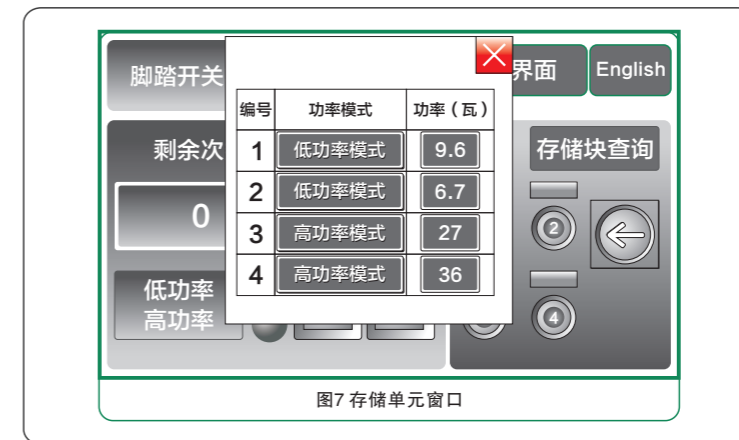 脚踏开关
界面
English
编号 功率模式 功率（瓦）
剩余次
1 低功率模式 9.6
存储块查询
2 低功率模式 6.7
0
2
3 高功率模式 27
4 高功率模式 36
低功率
高功率
4
图7 存储单元窗口